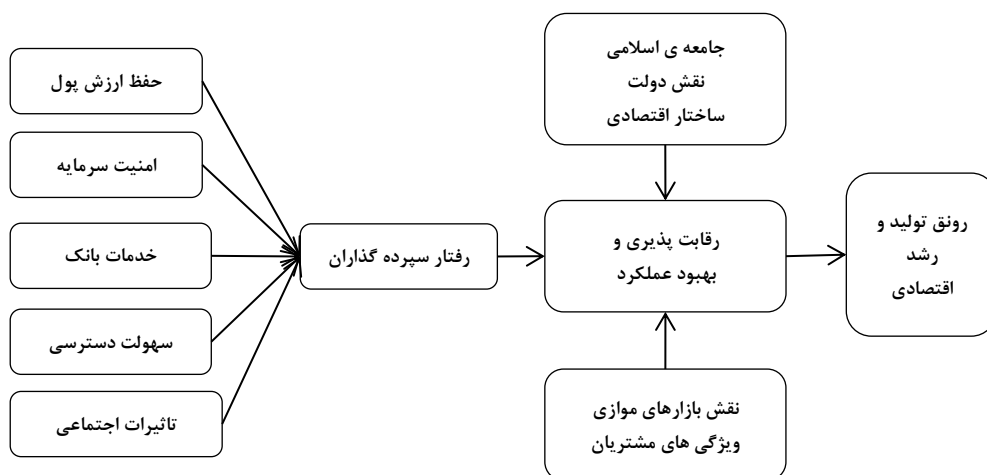 حفظ ارزش پول
امنیت سرمایه
خدمات بانک
سهولت دسترسی
تاثیرات اجتماعی
رفتار سپرده گذاران
جامعه ی اسلامی
نقش دولت
ساختار اقتصادی
رقابت پذیری و
بهبود عملکرد
نقش بازارهای موازی
ویژگی های مشتریان
رونق تولید و
رشد
اقتصادی